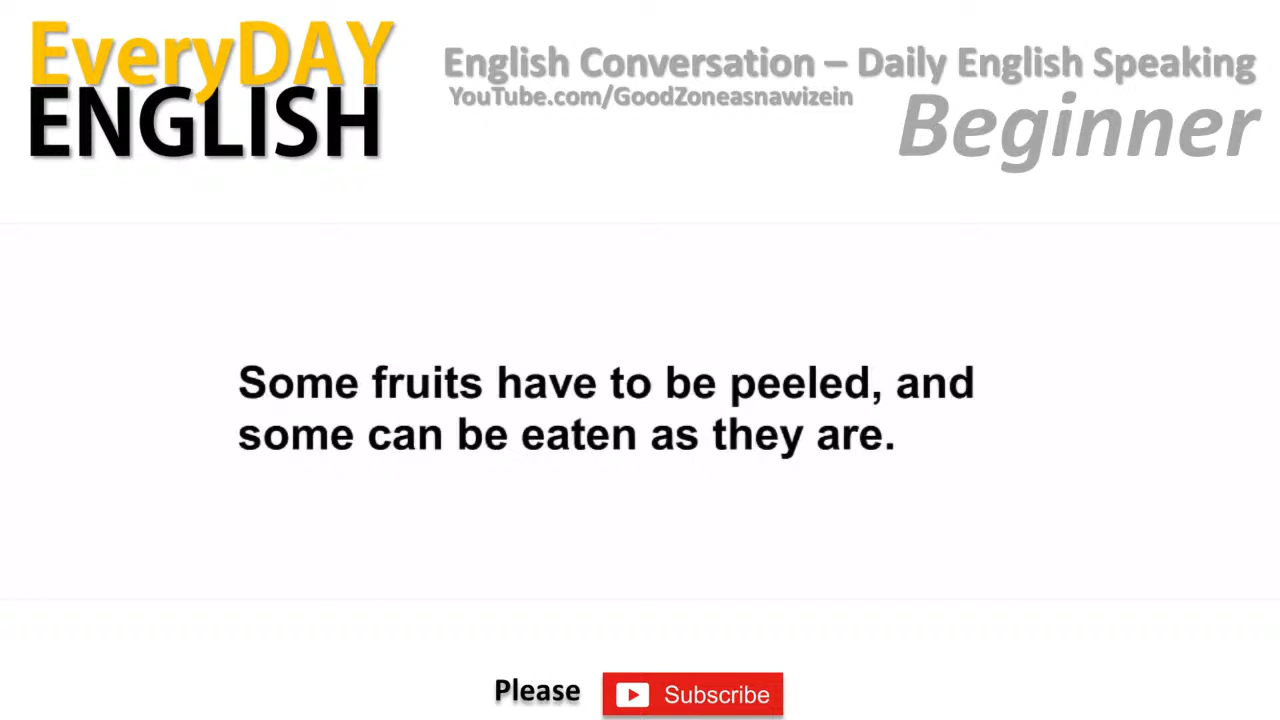 EveryDAY
ENGLISH
English Conversation – Daily English Speaking
YouTube.com/GoodZoneasnawizein
Beginner
Some fruits have to be peeled, and
some can be eaten as they are.
Please
Subscribe